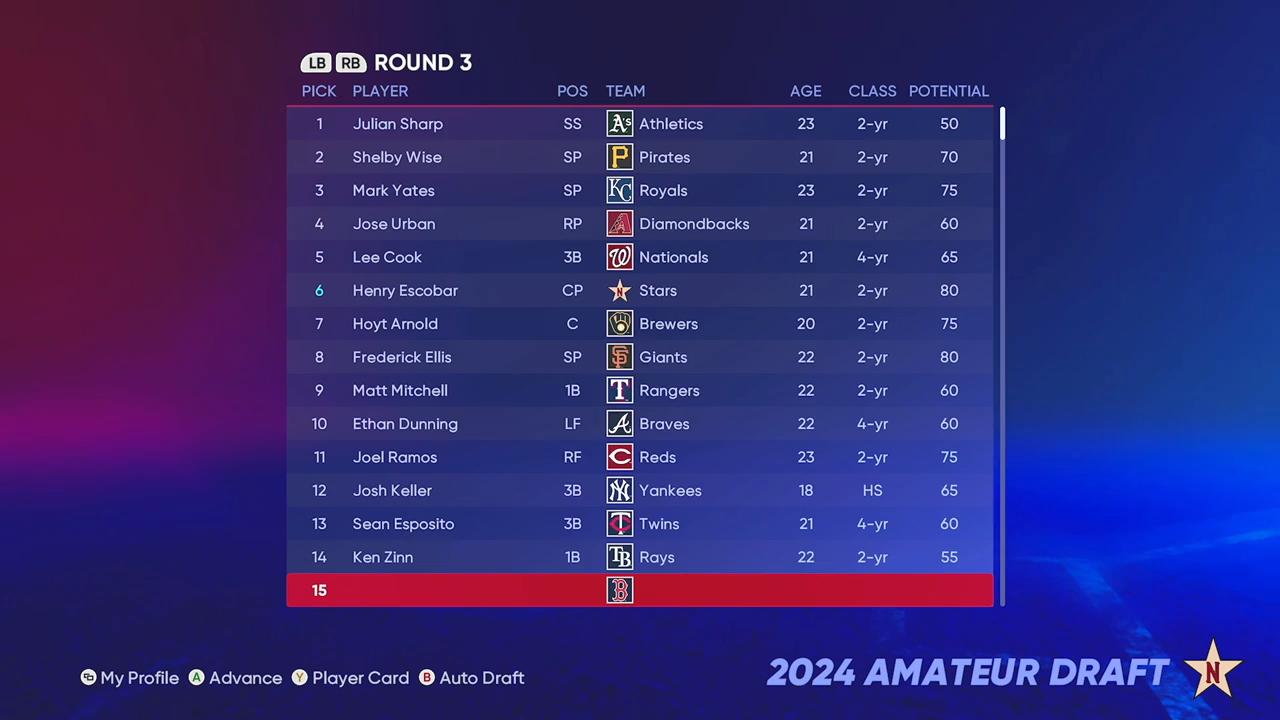 LB RB ROUND 3
PICK PLAYER POS TEAM AGE CLASS POTENTIAL
1 Julian Sharp SS A's Athletics 23 2-yr 50
2 Shelby Wise SP P Pirates 21 2-yr 70
3 Mark Yates SP KC Royals 23 2-yr 75
4 Jose Urban RP A Diamondbacks 21 2-yr 60
5 Lee Cook 3B W Nationals 21 4-yr 65
6 Henry Escobar CP N Stars 21 2-yr 80
7 Hoyt Arnold C Brewers 20 2-yr 75
8 Frederick Ellis SP SF Giants 22 2-yr 80
9 Matt Mitchell 1B T Rangers 22 2-yr 60
10 Ethan Dunning LF A Braves 22 4-yr 60
11 Joel Ramos RF C Reds 23 2-yr 75
12 Josh Keller 3B NY Yankees 18 HS 65
13 Sean Esposito 3B TC Twins 21 4-yr 60
14 Ken Zinn 1B TB Rays 22 2-yr 55
15 B
My Profile A Advance Y Player Card B Auto Draft
2024 AMATEUR DRAFT N